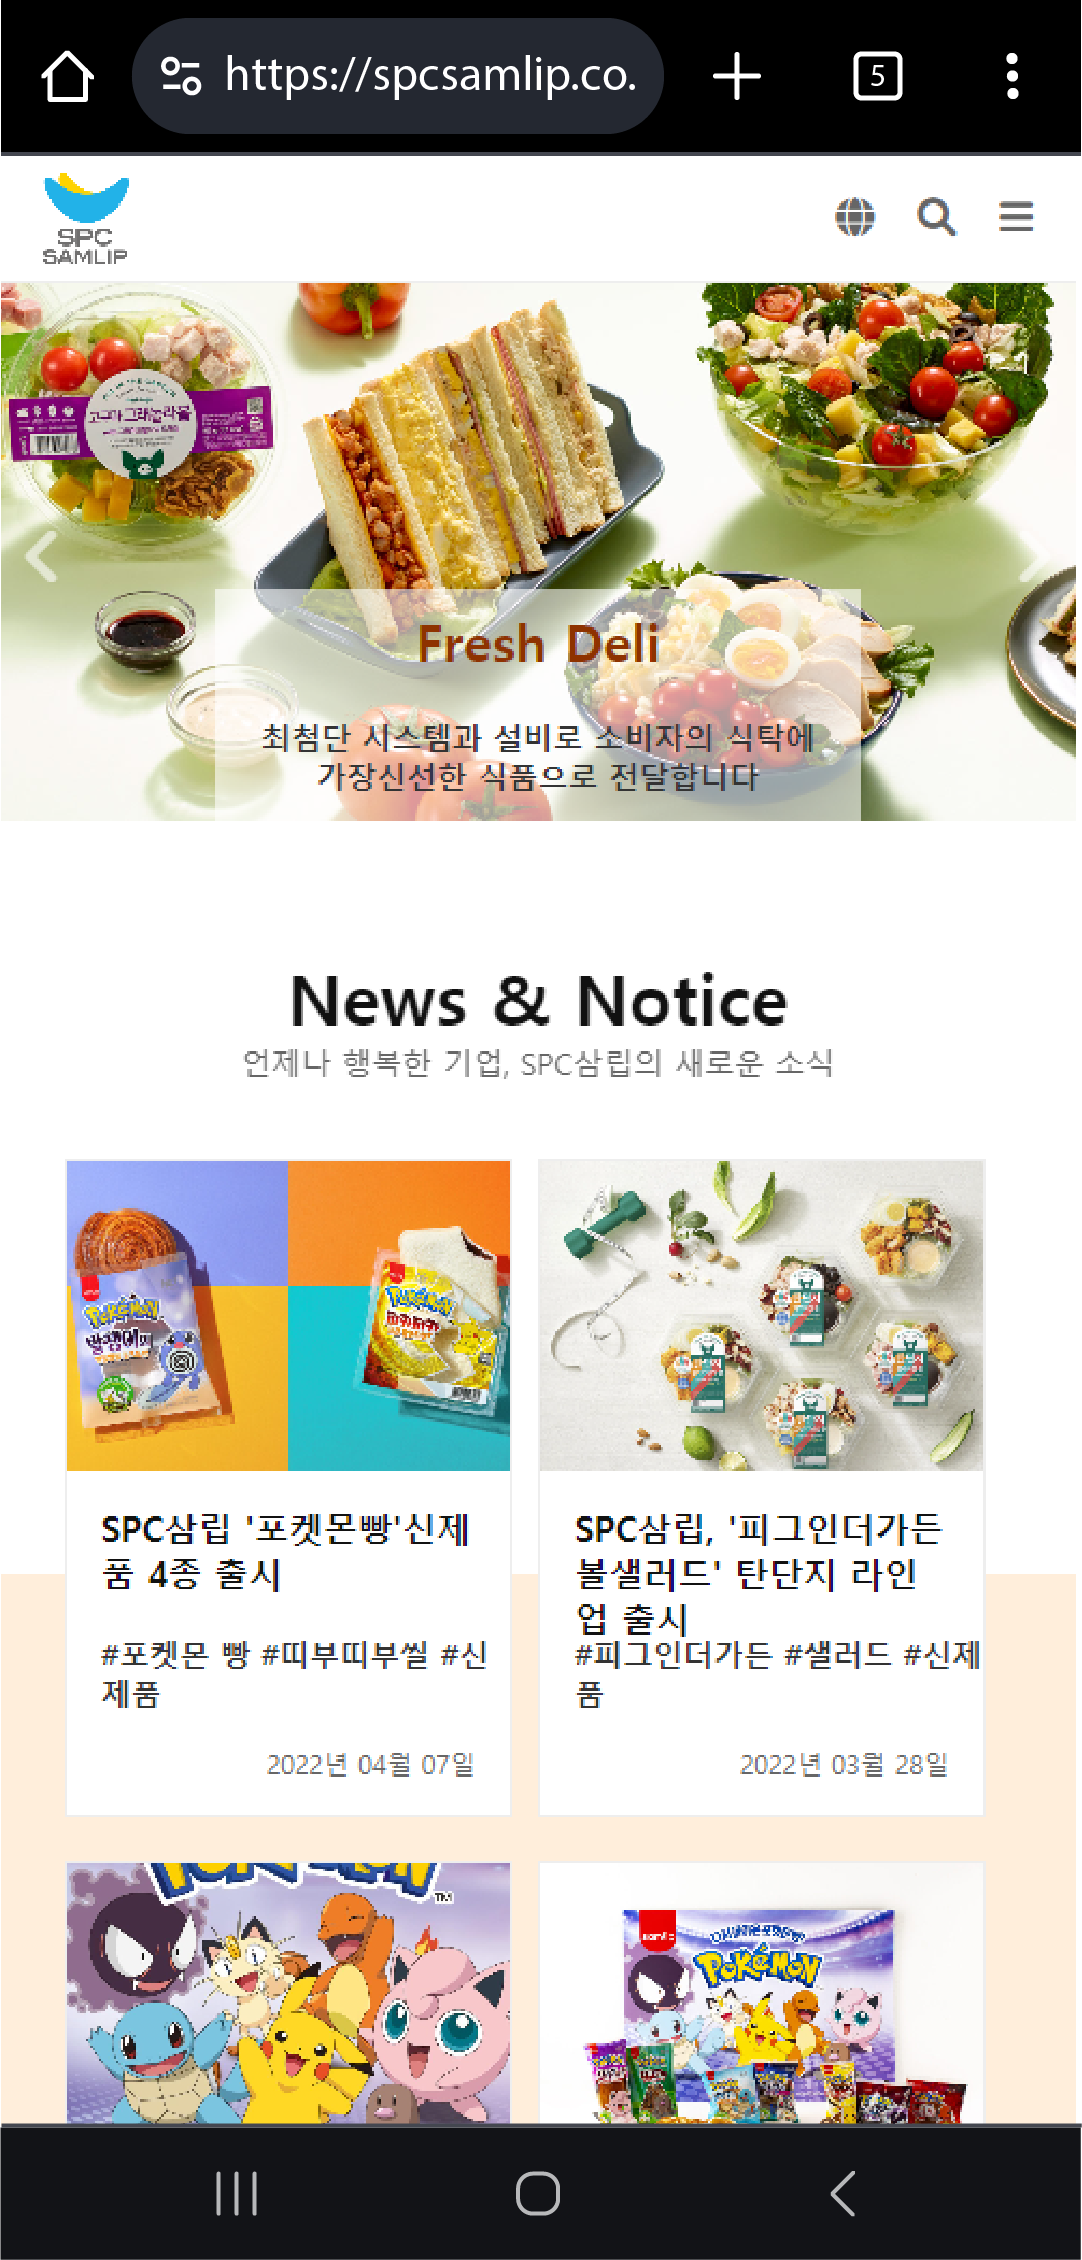 https://spcsamlip.co.
5
SPC
SAMLIP
Fresh Deli
최첨단 시스템과 설비로 소비자의 식탁에
가장신선한 식품으로 전달합니다
News & Notice
언제나 행복한 기업, SPC삼립의 새로운 소식
POKéMON
POKéMON
SPC삼립 '포켓몬빵'신제
품 4종 출시
#포켓몬 빵 #띠부띠부씰 #신
제품
2022년 04월 07일
SPC삼립, '피그인더가든
볼샐러드' 탄단지 라인
업 출시
#피그인더가든 #샐러드 #신제
품
2022년 03월 28일
POKéMON
TM
POKéMON